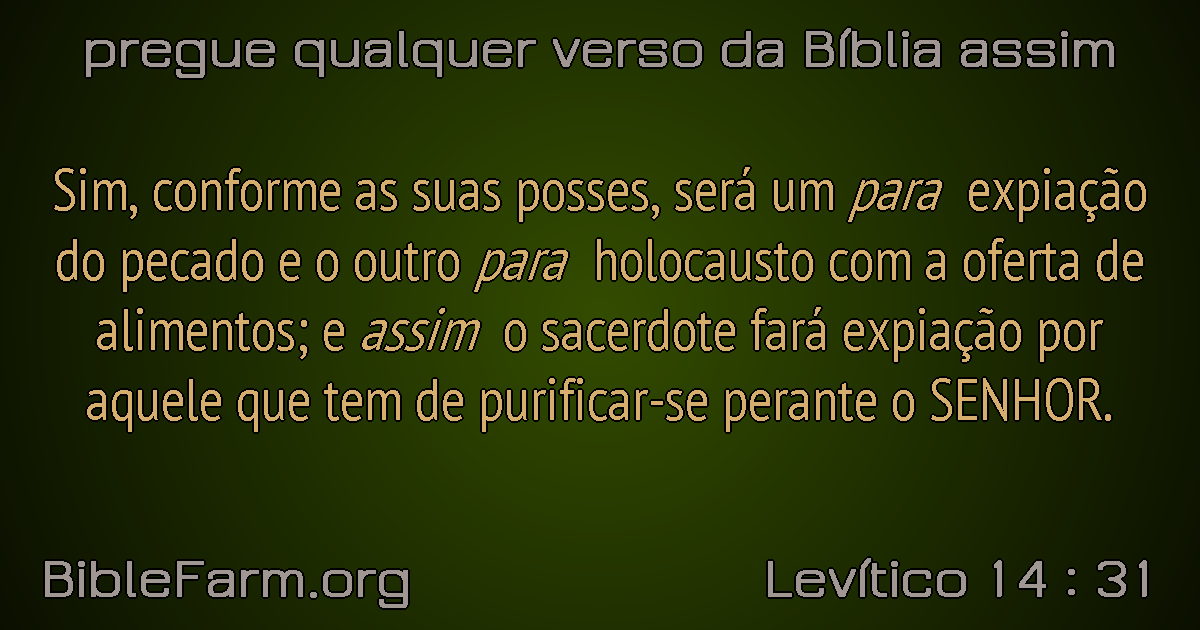 pregue qualquer verso da Bíblia assim
Sim, conforme as suas posses, será um para expiação
do pecado e o outro para holocausto com a oferta de
alimentos; e assim o sacerdote fará expiação por
aquele que tem de purificar-se perante o SENHOR.
BibleFarm.org
Levítico 14 : 31